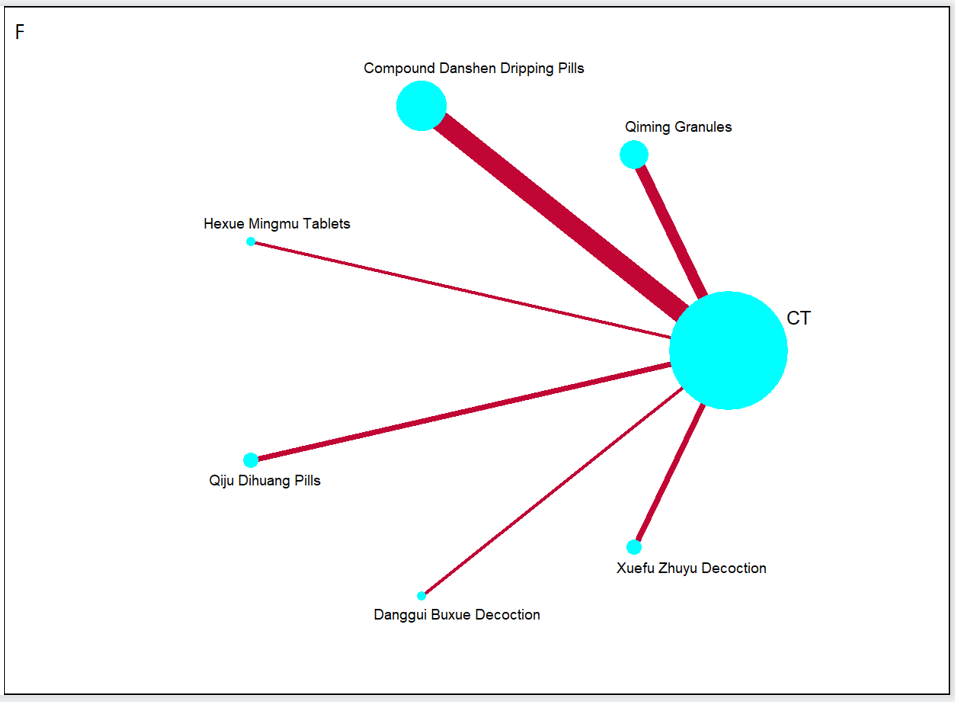 F
Compound Danshen Dripping Pills
Qiming Granules
Hexue Mingmu Tablets
CT
Qiju Dihuang Pills
Xuefu Zhuyu Decoction
Danggui Buxue Decoction